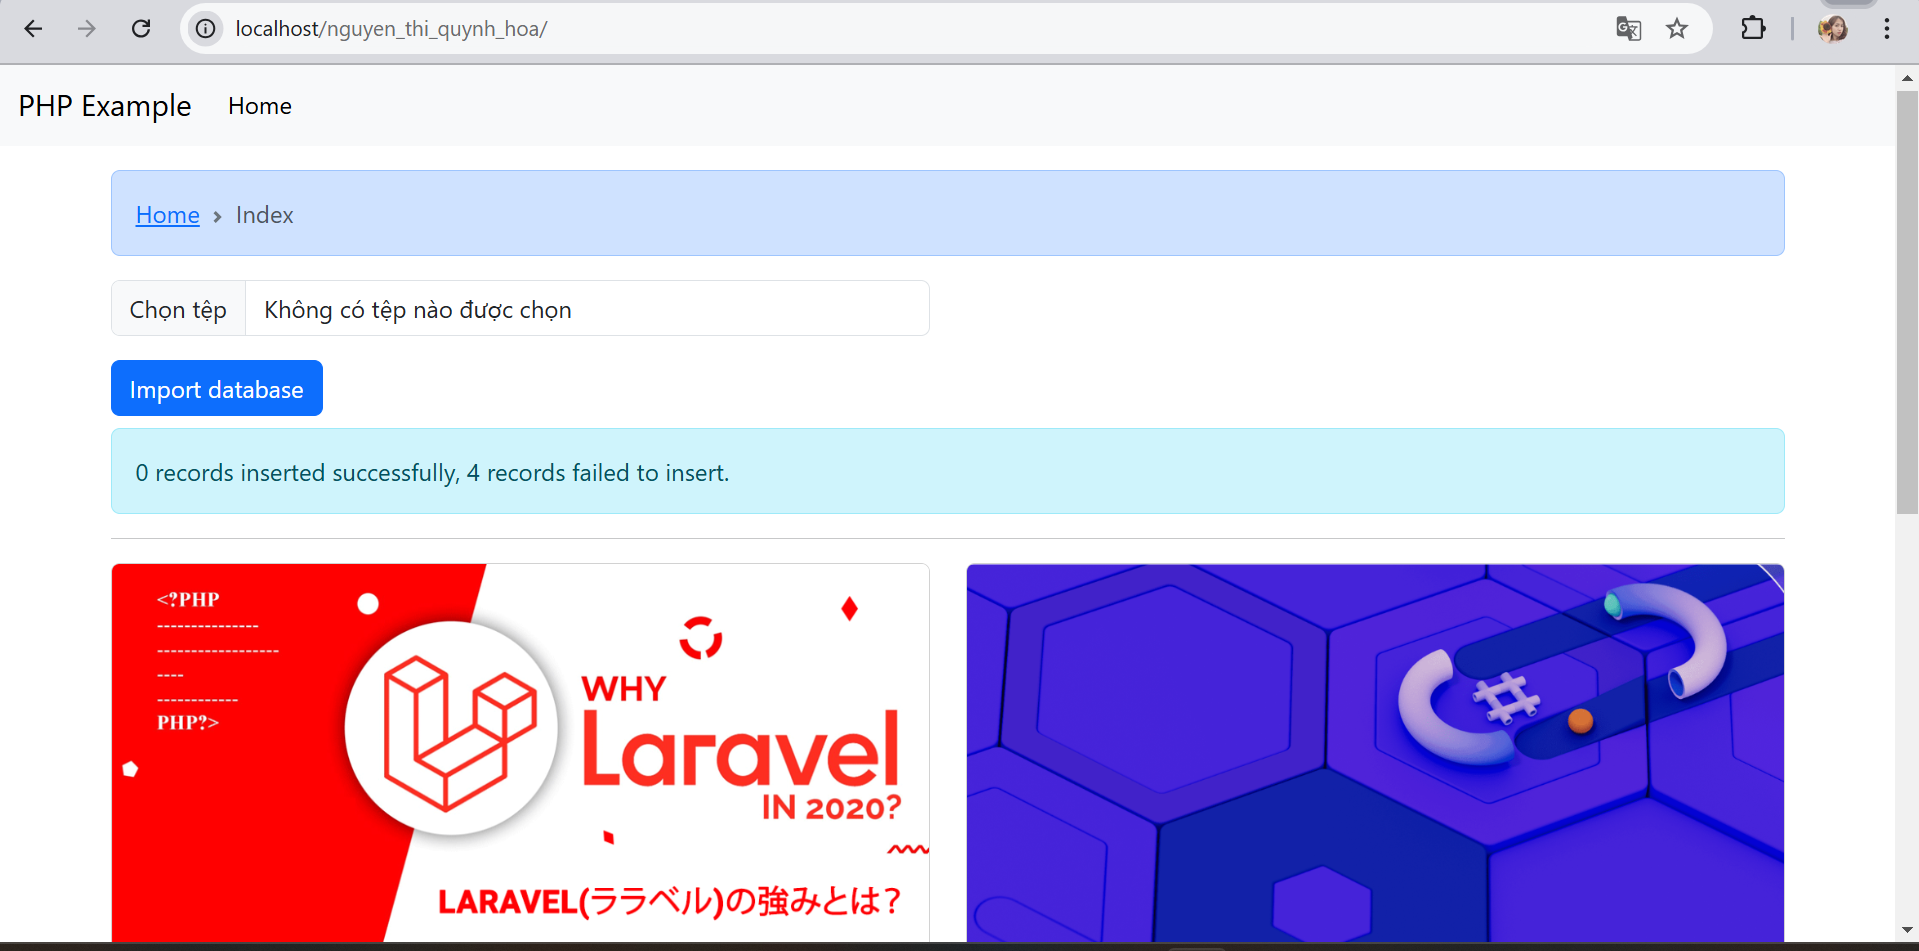 localhost/nguyen_thi_quynh_hoa/
PHP Example
Home
Home > Index
Chọn tệp
Không có tệp nào được chọn
Import database
0 records inserted successfully, 4 records failed to insert.
<?PHP
---------------
------------------
----
------------
PHP?>
WHY
Laravel
IN 2020?
LARAVEL(ララベル)の強みとは?